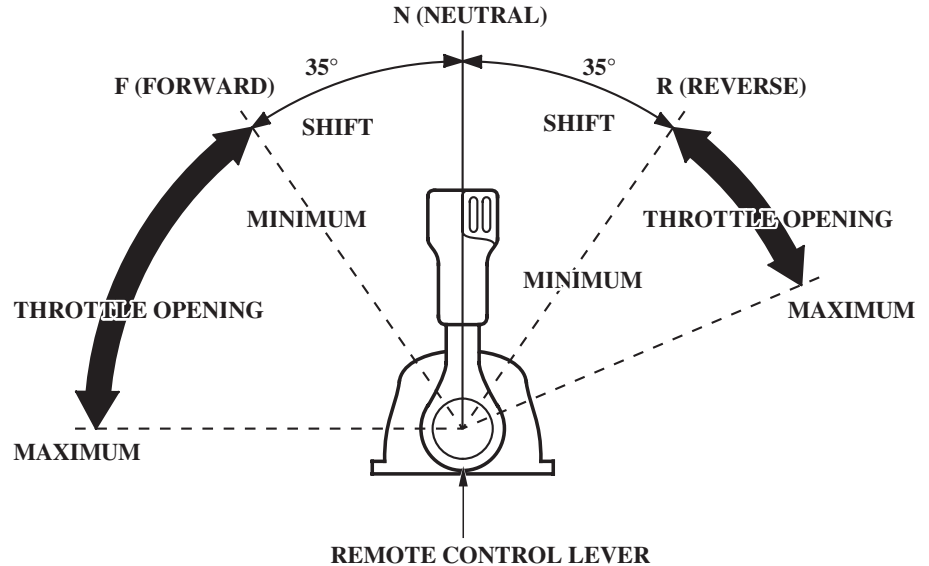 N (NEUTRAL)
35°
35°
F (FORWARD)
R (REVERSE)
SHIFT
SHIFT
MINIMUM
THROTTLE OPENING
MINIMUM
THROTTLE OPENING
MAXIMUM
MAXIMUM
REMOTE CONTROL LEVER